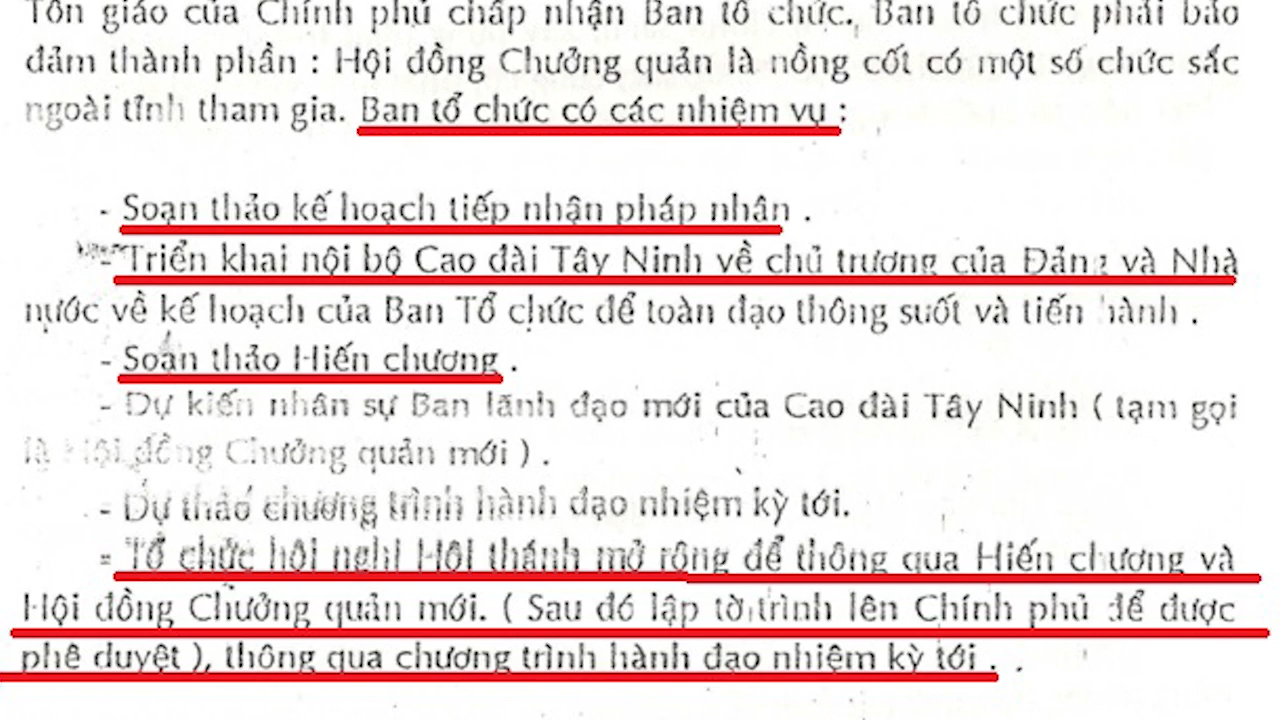 Tôn giáo của Chính phủ chấp nhận Ban tổ chức. Ban tổ chức phải bảo
đảm thành phần : Hội đồng Chưởng quản là nồng cốt có một số chức sắc
ngoài tỉnh tham gia. Ban tổ chức có các nhiệm vụ :
- Soạn thảo kế hoạch tiếp nhận pháp nhân .
- Triển khai nội bộ Cao đài Tây Ninh về chủ trương của Đảng và Nhà
nước về kế hoạch của Ban Tổ chức để toàn đạo thông suốt và tiến hành .
- Soạn thảo Hiến chương .
- Dự kiến nhân sự Ban lãnh đạo mới của Cao đài Tây Ninh ( tạm gọi
là Hội đồng Chưởng quản mới ) .
- Dự thảo chương trình hành đạo nhiệm kỳ tới.
- Tổ chức hội nghị Hội thánh mở rộng để thông qua Hiến chương và
Hội đồng Chưởng quản mới. ( Sau đó lập tờ trình lên Chính phủ để được
phê duyệt ), thông qua chương trình hành đạo nhiệm kỳ tới .